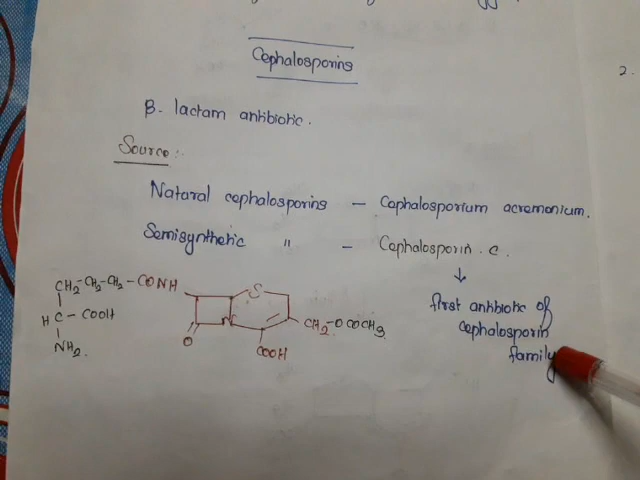 Cephalosporins
2.
β- lactam antibiotic.
Source:-
Natural cephalosporins - Cephalosporium acremonium.
Semisynthetic " - Cephalosporin. C.
↓
first antibiotic of
cephalosporin
family
CH2-CH2-CH2-CONH S
H C - COOH N CH2-OCOCH3
NH2. O COOH